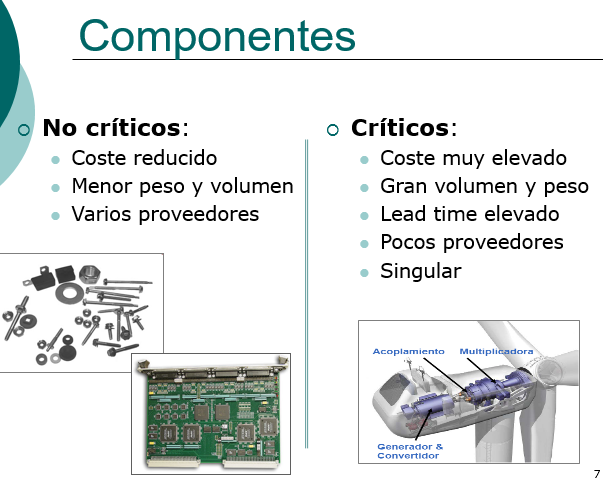 Componentes
No críticos:
Coste reducido
Menor peso y volumen
Varios proveedores
Críticos:
Coste muy elevado
Gran volumen y peso
Lead time elevado
Pocos proveedores
Singular
Acoplamiento
Multiplicadora
Generador &
Convertidor
7